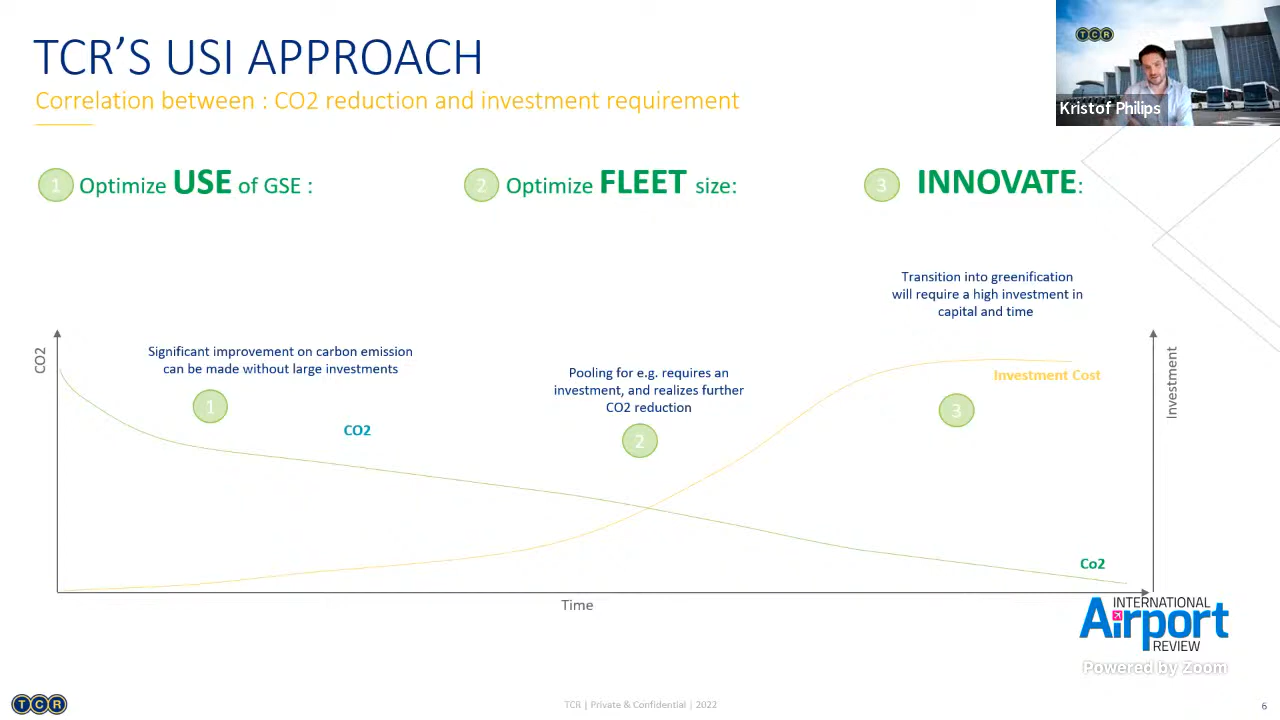 TCR'S USI APPROACH
Correlation between : CO2 reduction and investment requirement
TCR
Kristof Philips
1 Optimize USE of GSE :
2 Optimize FLEET size:
3 INNOVATE:
Transition into greenification
will require a high investment in
capital and time
CO2
Significant improvement on carbon emission
can be made without large investments
1
CO2
Pooling for e.g. requires an
investment, and realizes further
CO2 reduction
2
Investment Cost
3
Investment
Co2
Time
INTERNATIONAL
Airport
REVIEW
Powered by Zoom
TCR
TCR | Private & Confidential | 2022
6